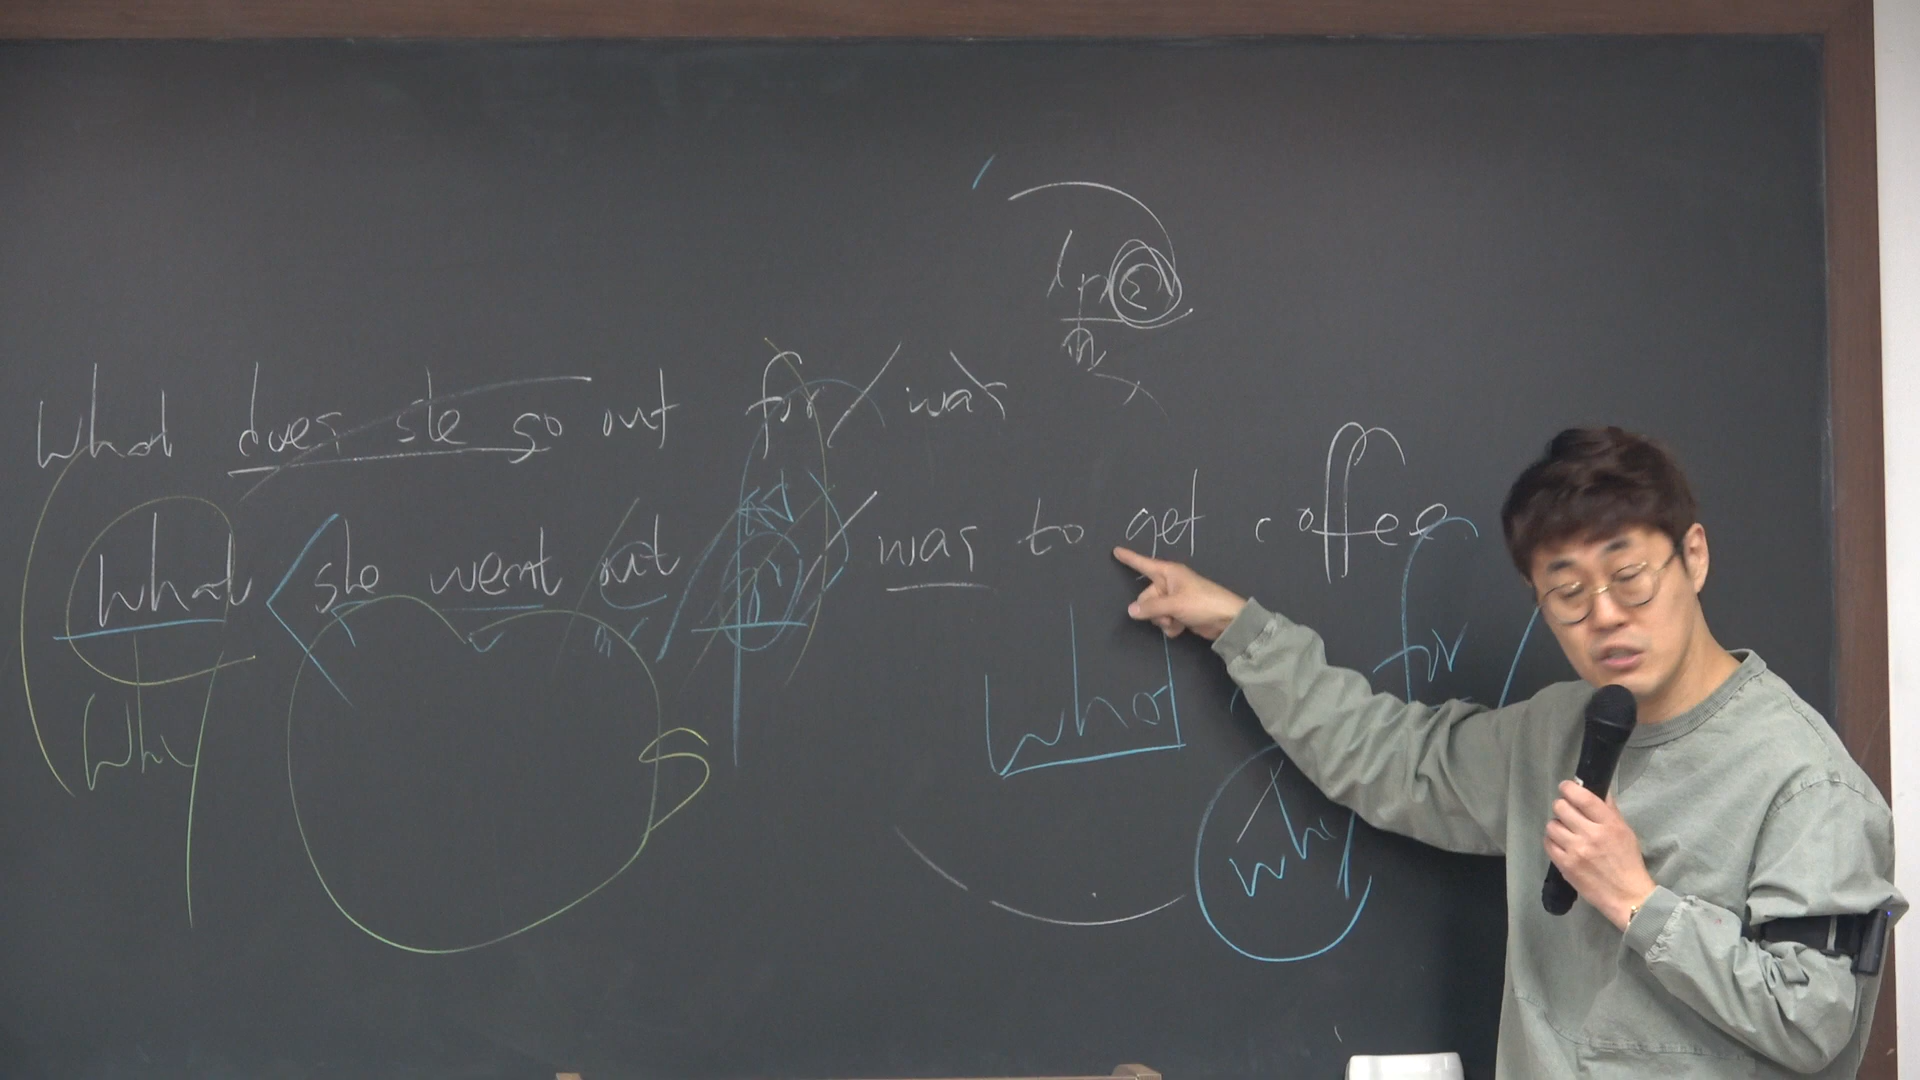 What does she go out for was
What she went out for was to get coffee
for
Who
Why
why